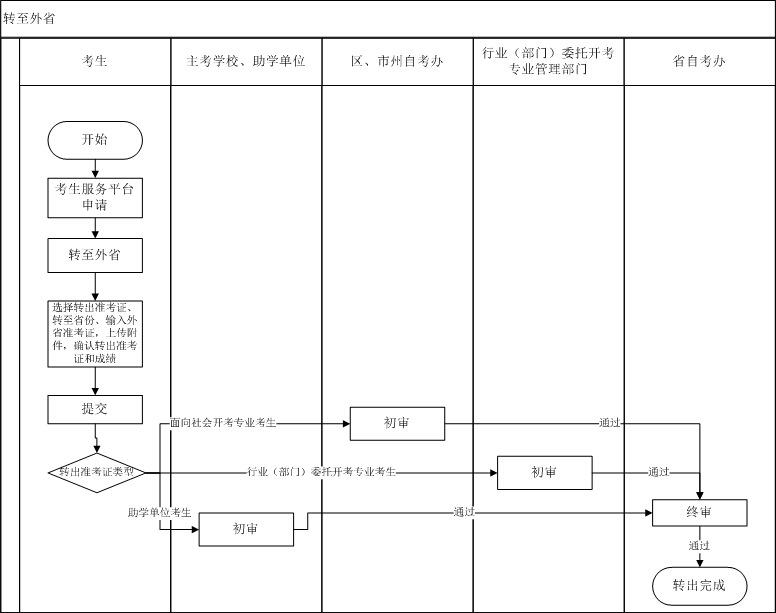 转至外省
考生
主考学校、助学单位
区、市州自考办
行业（部门）委托开考
专业管理部门
省自考办
开始
考生服务平台
申请
转至外省
选择转出准考证、
转至省份、输入外
省准考证，上传附
件，确认转出准考
证和成绩
提交
面向社会开考专业考生
初审
通过
转出准考证类型
行业（部门）委托开考专业考生
初审
通过
助学单位考生
初审
通过
终审
通过
转出完成